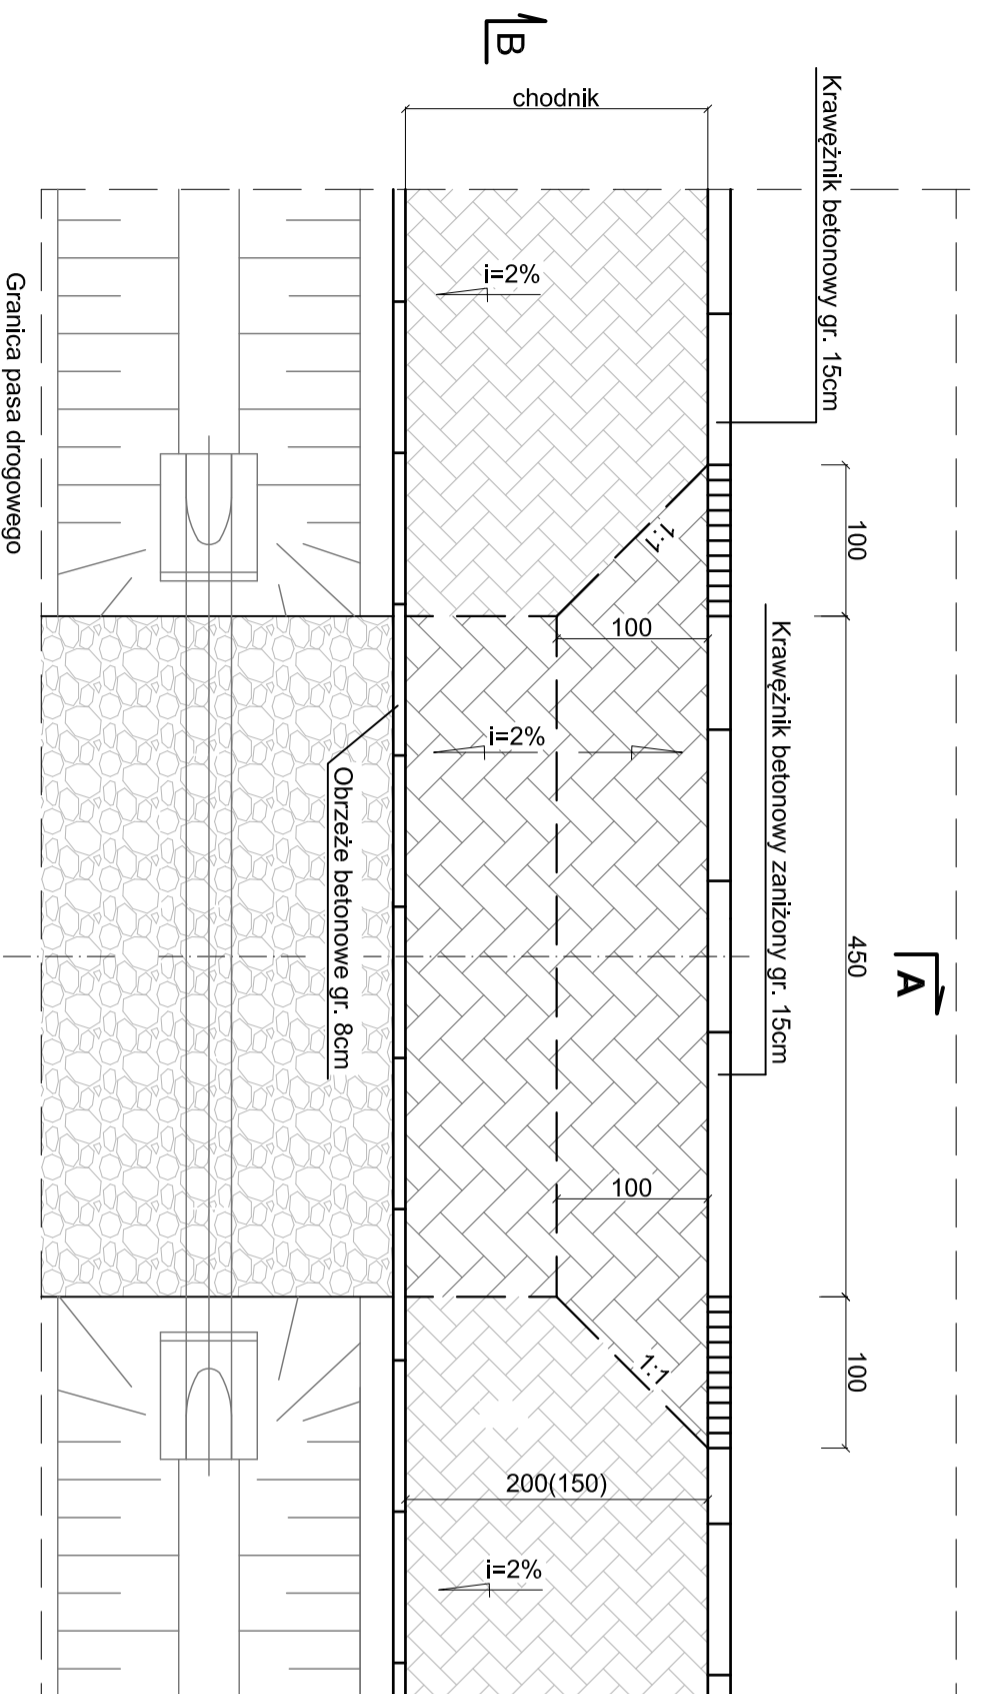 B
chodnik
Krawężnik betonowy gr. 15cm
i=2%
Granica pasa drogowego
100
1:1
100
Krawężnik betonowy zaniżony gr. 15cm
i=2%
Obrzeże betonowe gr. 8cm
450
A
100
100
1:1
200(150)
i=2%